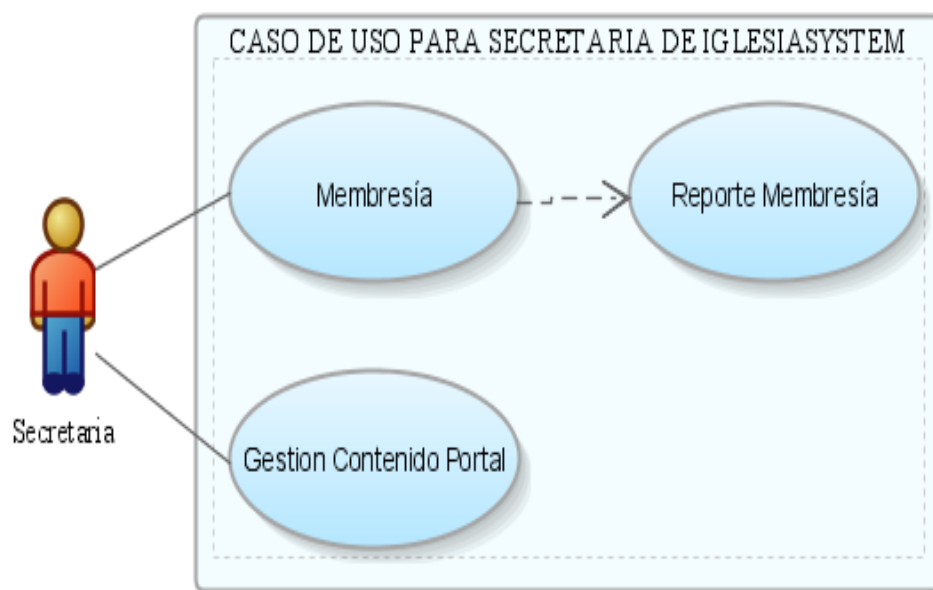 CASO DE USO PARA SECRETARIA DE IGLESIASYSTEM
Membresía
Reporte Membresía
Secretaria
Gestion Contenido Portal